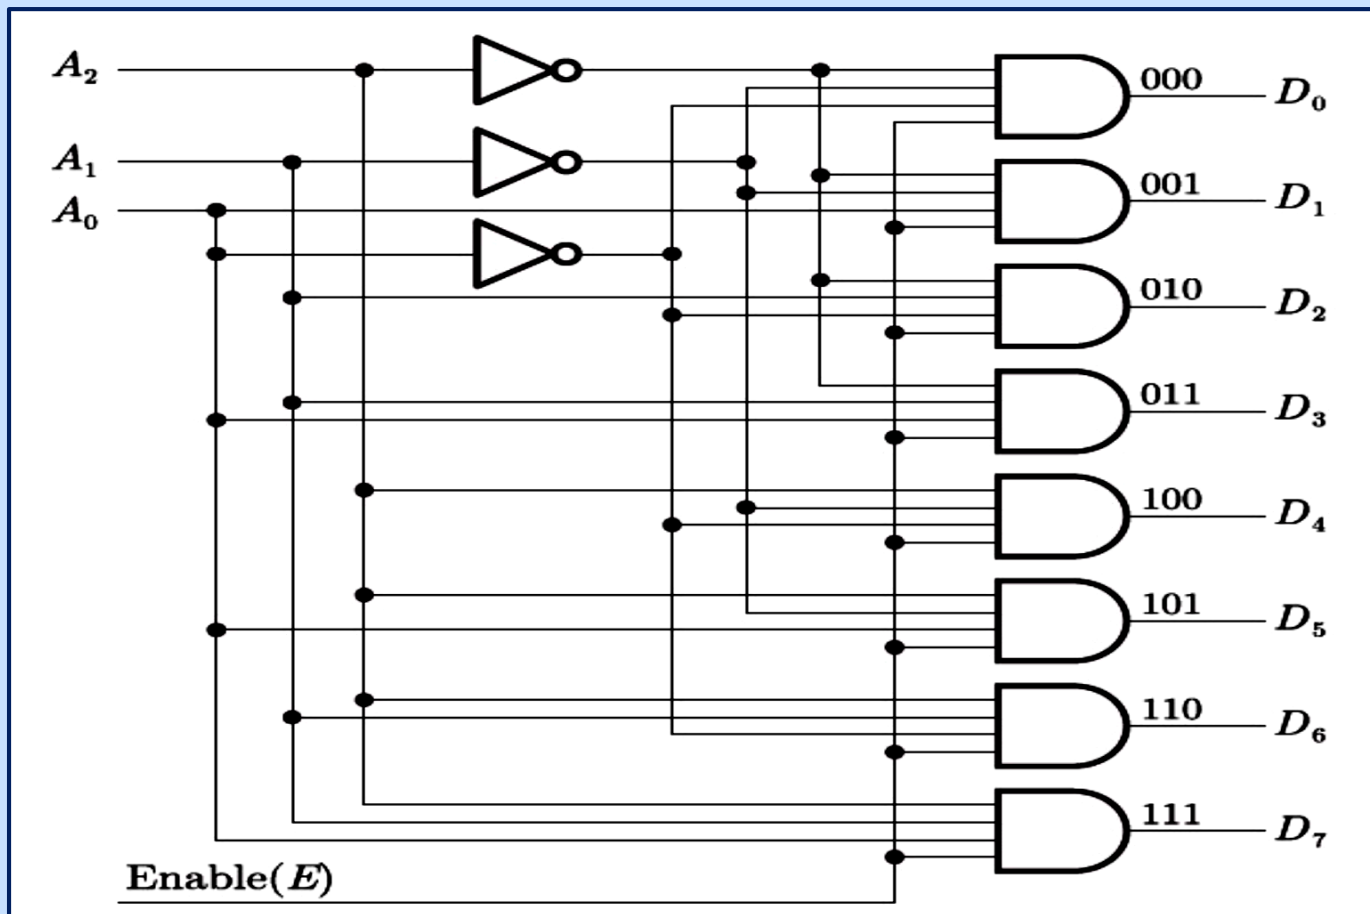 A₂
000 D₀
A₁
001 D₁
A₀
010 D₂
011 D₃
100 D₄
101 D₅
110 D₆
111 D₇
Enable(E)